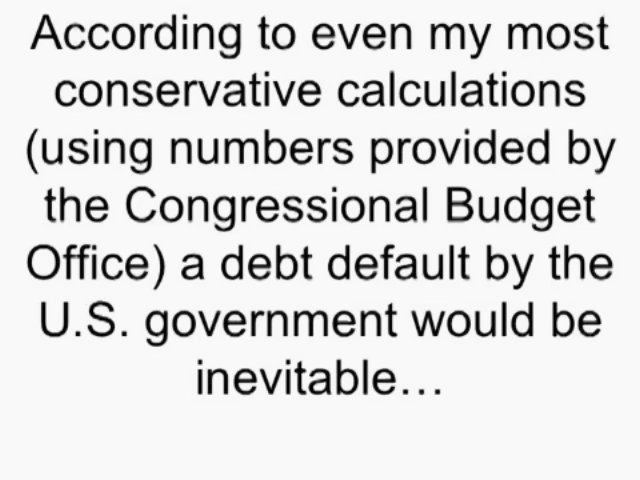 According to even my most
conservative calculations
(using numbers provided by
the Congressional Budget
Office) a debt default by the
U.S. government would be
inevitable…